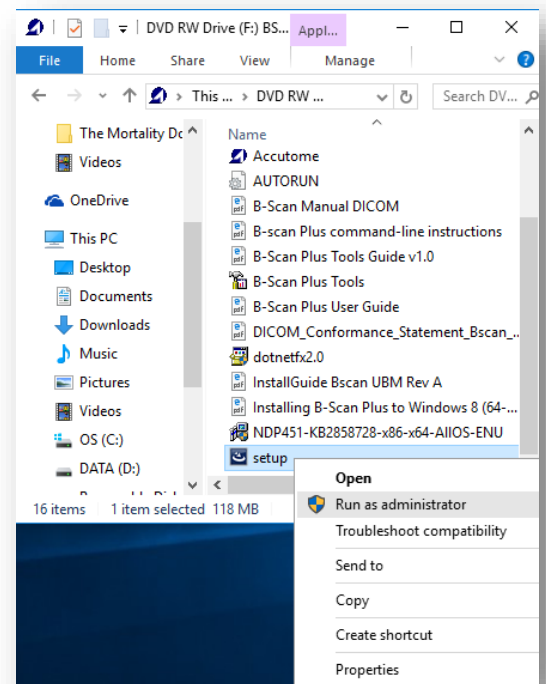 DVD RW Drive (F:) BS... Appl...
File Home Share View Manage
This ... › DVD RW ... Search DV...
The Mortality Do
Videos
OneDrive
This PC
Desktop
Documents
Downloads
Music
Pictures
Videos
OS (C:)
DATA (D:)
Name
Accutome
AUTORUN
B-Scan Manual DICOM
B-scan Plus command-line instructions
B-Scan Plus Tools Guide v1.0
B-Scan Plus Tools
B-Scan Plus User Guide
DICOM_Conformance_Statement_Bscan_...
dotnetfx2.0
InstallGuide Bscan UBM Rev A
Installing B-Scan Plus to Windows 8 (64-...
NDP451-KB2858728-x86-x64-AllOS-ENU
setup
16 items 1 item selected 118 MB
Open
Run as administrator
Troubleshoot compatibility
Send to
Copy
Create shortcut
Properties